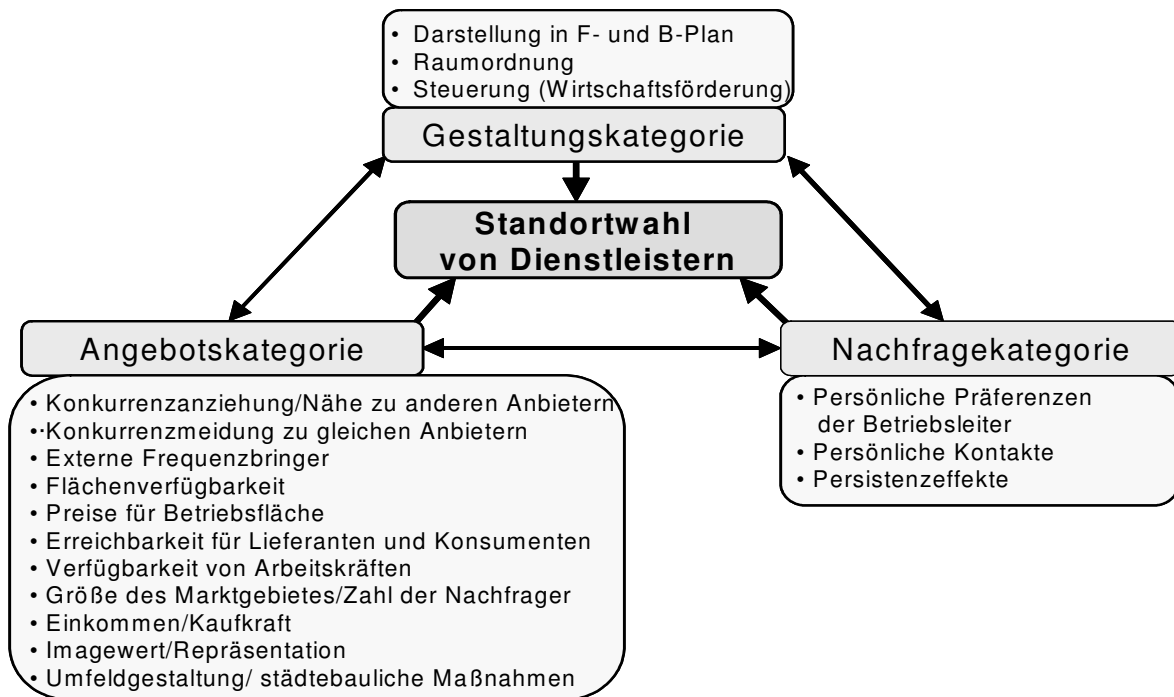 • Darstellung in F- und B-Plan
• Raumordnung
• Steuerung (Wirtschaftsförderung)
Gestaltungskategorie
Standortwahl
von Dienstleistern
Angebotskategorie
• Konkurrenzanziehung/Nähe zu anderen Anbietern
• Konkurrenzmeidung zu gleichen Anbietern
• Externe Frequenzbringer
• Flächenverfügbarkeit
• Preise für Betriebsfläche
• Erreichbarkeit für Lieferanten und Konsumenten
• Verfügbarkeit von Arbeitskräften
• Größe des Marktgebietes/Zahl der Nachfrager
• Einkommen/Kaufkraft
• Imagewert/Repräsentation
• Umfeldgestaltung/ städtebauliche Maßnahmen
Nachfragekategorie
• Persönliche Präferenzen
der Betriebsleiter
• Persönliche Kontakte
• Persistenzeffekte